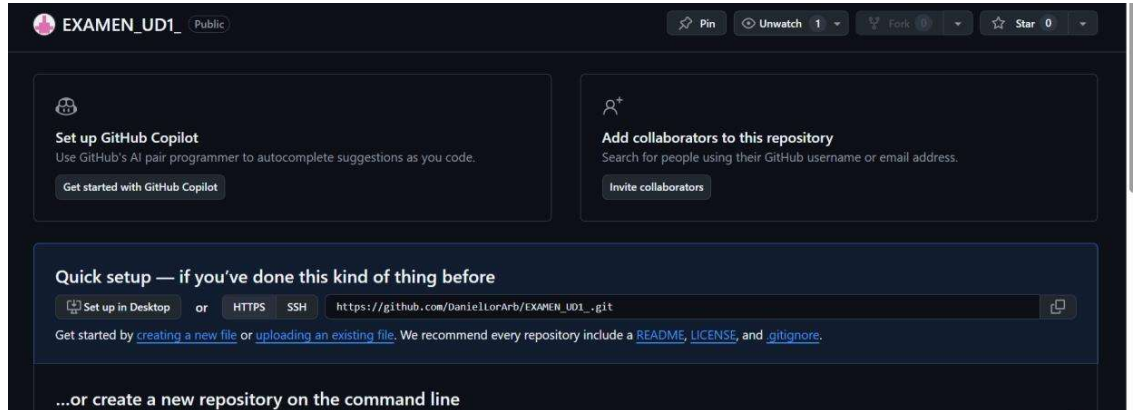 EXAMEN_UD1_ Public Pin Unwatch 1 Fork 0 Star 0
Set up GitHub Copilot
Use GitHub's AI pair programmer to autocomplete suggestions as you code.
Get started with GitHub Copilot
Add collaborators to this repository
Search for people using their GitHub username or email address.
Invite collaborators
Quick setup — if you've done this kind of thing before
Set up in Desktop or HTTPS SSH https://github.com/DanielLorArb/EXAMEN_UD1_.git
Get started by creating a new file or uploading an existing file. We recommend every repository include a README, LICENSE, and .gitignore.
...or create a new repository on the command line